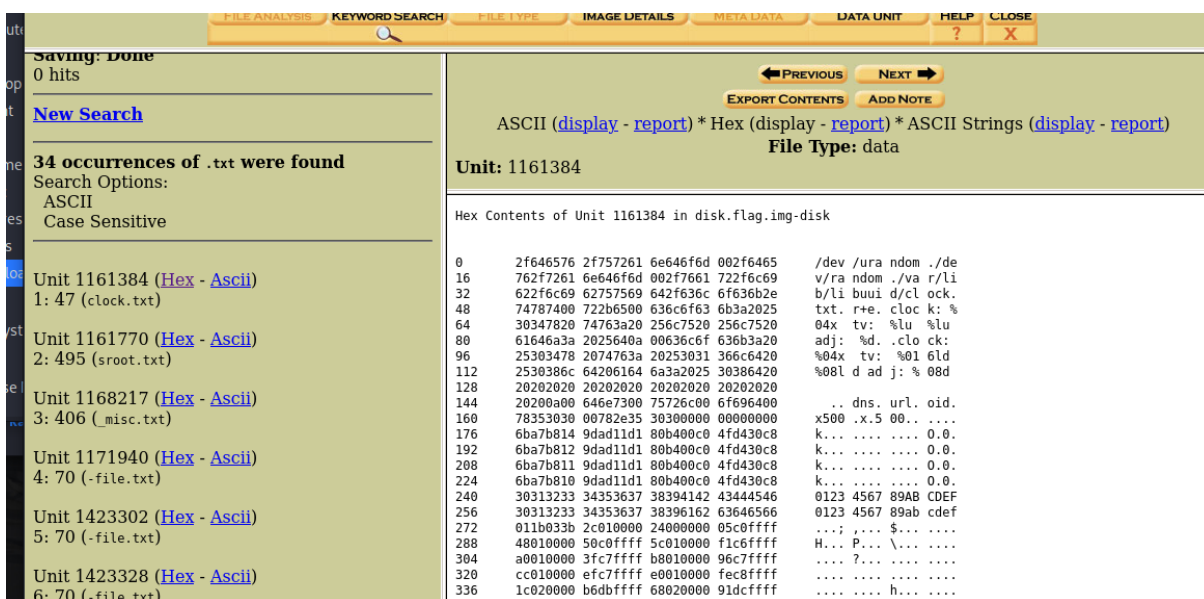 FILE ANALYSIS KEYWORD SEARCH FILE TYPE IMAGE DETAILS META DATA DATA UNIT HELP CLOSE
? X
Saving: Done
0 hits
New Search
34 occurrences of .txt were found
Search Options:
ASCII
Case Sensitive
Unit 1161384 (Hex - Ascii)
1: 47 (clock.txt)
Unit 1161770 (Hex - Ascii)
2: 495 (sroot.txt)
Unit 1168217 (Hex - Ascii)
3: 406 (_misc.txt)
Unit 1171940 (Hex - Ascii)
4: 70 (-file.txt)
Unit 1423302 (Hex - Ascii)
5: 70 (-file.txt)
Unit 1423328 (Hex - Ascii)
6: 70 (-file.txt)
PREVIOUS NEXT
EXPORT CONTENTS ADD NOTE
ASCII (display - report) * Hex (display - report) * ASCII Strings (display - report)
File Type: data
Unit: 1161384
Hex Contents of Unit 1161384 in disk.flag.img-disk
0 2f646576 2f757261 6e646f6d 002f6465 /dev /ura ndom ./de
16 762f7261 6e646f6d 002f7661 722f6c69 v/ra ndom ./va r/li
32 622f6c69 62757569 642f636c 6f636b2e b/li buui d/cl ock.
48 74787400 722b6500 636c6f63 6b3a2025 txt. r+e. cloc k: %
64 30347820 74763a20 256c7520 256c7520 04x tv: %lu %lu
80 61646a3a 2025640a 00636c6f 636b3a20 adj: %d. .clo ck:
96 25303478 2074763a 20253031 366c6420 %04x tv: %01 6ld
112 2530386c 64206164 6a3a2025 30386420 %08l d ad j: % 08d
128 20202020 20202020 20202020 20202020
144 20200a00 646e7300 75726c00 6f696400 .. dns. url. oid.
160 78353030 00782e35 30300000 00000000 x500 .x.5 00.. ....
176 6ba7b814 9dad11d1 80b400c0 4fd430c8 k... .... .... O.0.
192 6ba7b812 9dad11d1 80b400c0 4fd430c8 k... .... .... O.0.
208 6ba7b811 9dad11d1 80b400c0 4fd430c8 k... .... .... O.0.
224 6ba7b810 9dad11d1 80b400c0 4fd430c8 k... .... .... O.0.
240 30313233 34353637 38394142 43444546 0123 4567 89AB CDEF
256 30313233 34353637 38396162 63646566 0123 4567 89ab cdef
272 011b033b 2c010000 24000000 05c0ffff ...; ,... $... ....
288 48010000 50c0ffff 5c010000 f1c6ffff H... P... \... ....
304 a0010000 3fc7ffff b8010000 96c7ffff .... ?... .... ....
320 cc010000 efc7ffff e0010000 fec8ffff .... .... .... ....
336 1c020000 b6dbffff 68020000 91dcffff .... .... h... ....